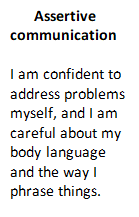 Assertive
communication
I am confident to
address problems
myself, and I am
careful about my
body language
and the way I
phrase things.